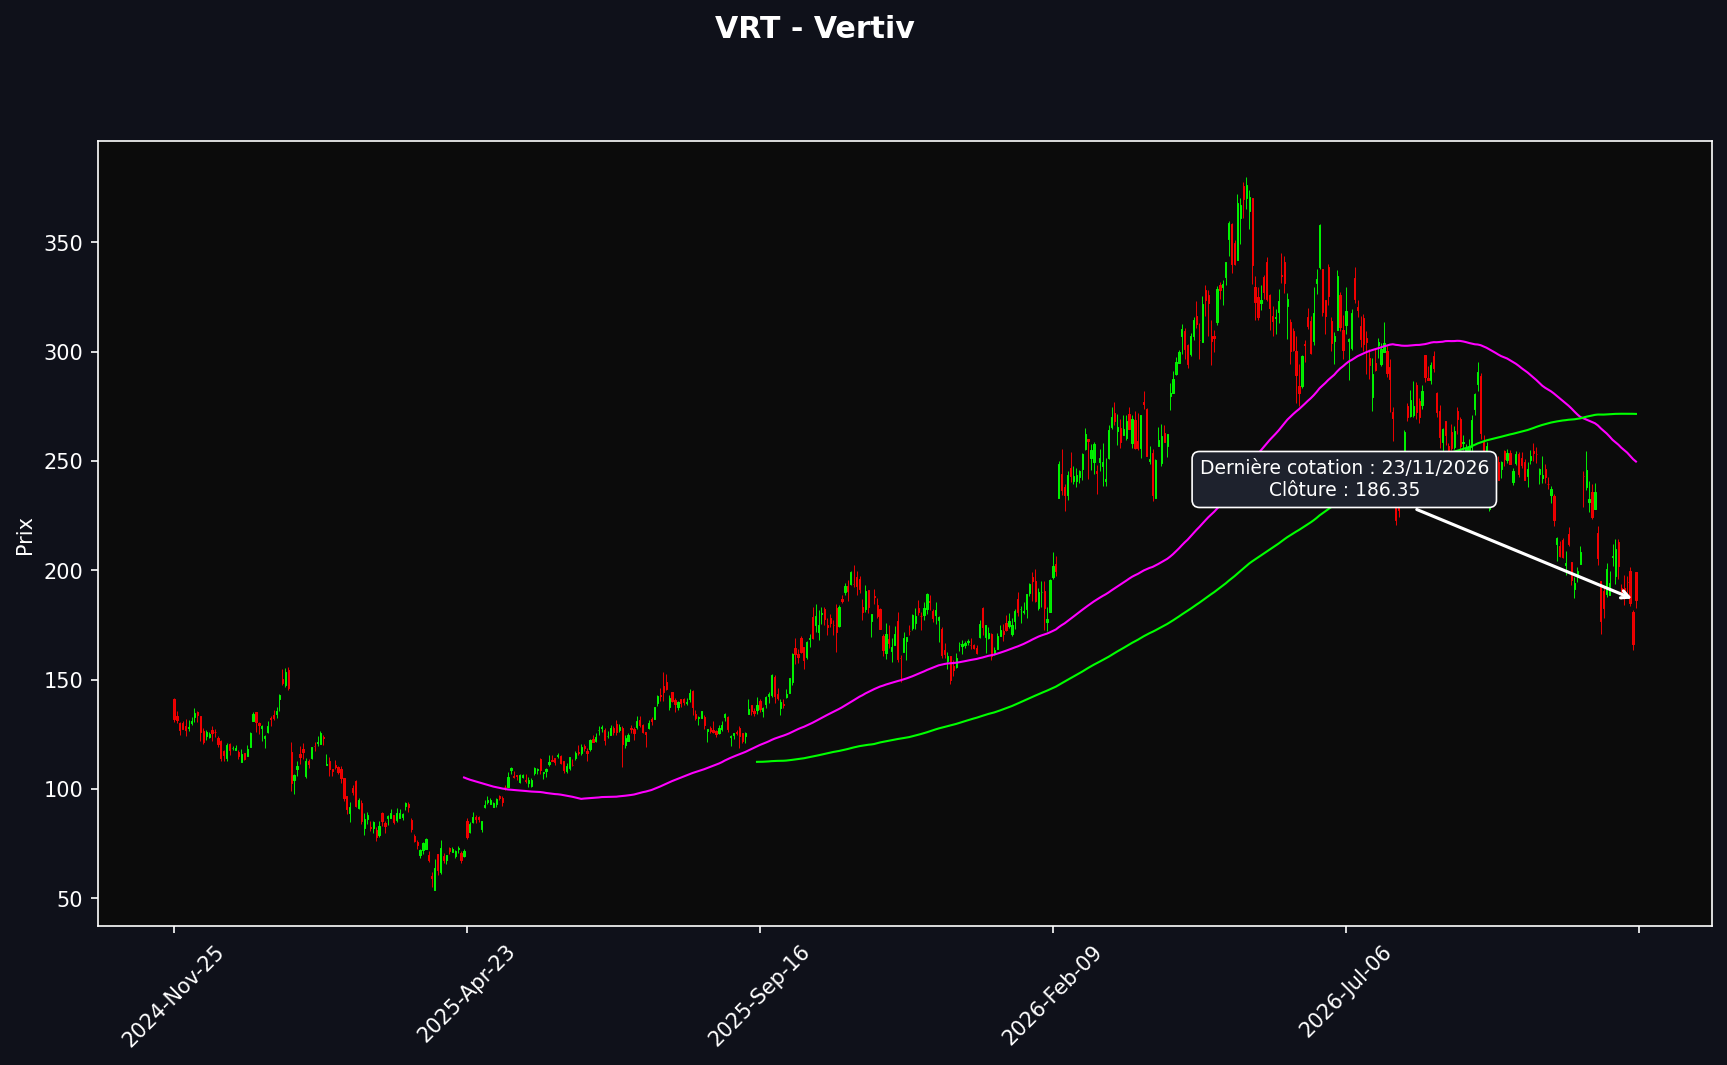 VRT - Vertiv
350
300
250
200
150
100
50
Prix
Dernière cotation : 23/11/2026
Clôture : 186.35
2024-Nov-25
2025-Apr-23
2025-Sep-16
2026-Feb-09
2026-Jul-06